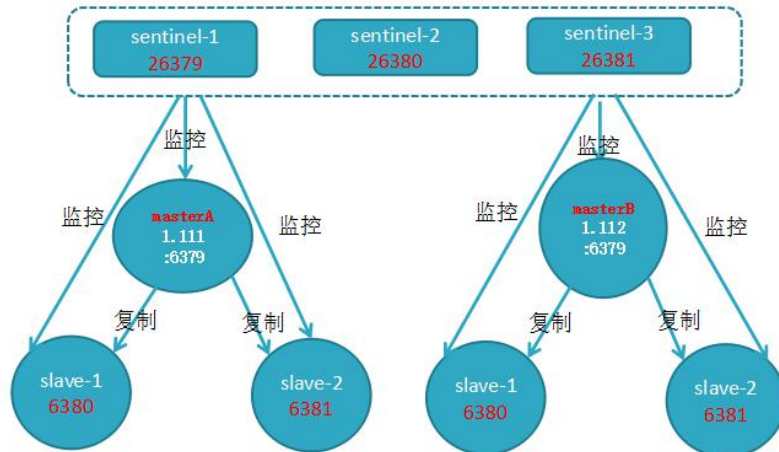 sentinel-1
26379
sentinel-2
26380
sentinel-3
26381
监控
监控
监控
masterA
1.111
:6379
复制
复制
slave-1
6380
slave-2
6381
监控
监控
监控
masterB
1.112
:6379
复制
复制
slave-1
6380
slave-2
6381